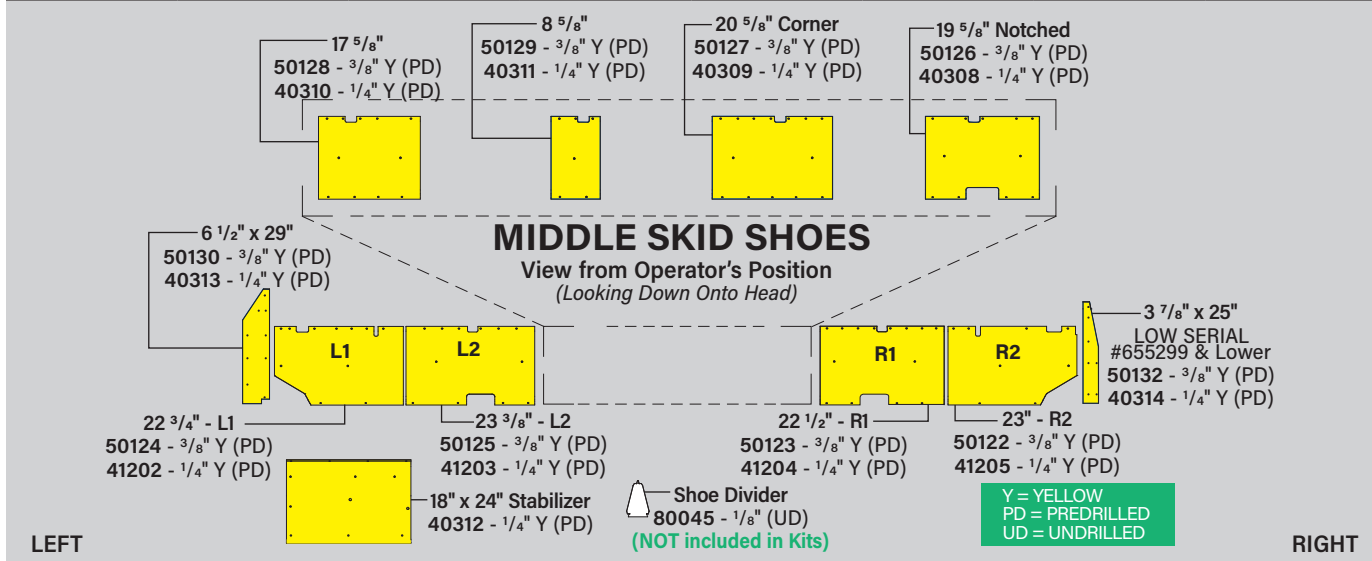 17 5/8"
50128 - 3/8" Y (PD)
40310 - 1/4" Y (PD)
8 5/8"
50129 - 3/8" Y (PD)
40311 - 1/4" Y (PD)
20 5/8" Corner
50127 - 3/8" Y (PD)
40309 - 1/4" Y (PD)
19 5/8" Notched
50126 - 3/8" Y (PD)
40308 - 1/4" Y (PD)
MIDDLE SKID SHOES
View from Operator's Position
(Looking Down Onto Head)
6 1/2" x 29"
50130 - 3/8" Y (PD)
40313 - 1/4" Y (PD)
L1
L2
R1
R2
3 7/8" x 25"
LOW SERIAL
#655299 & Lower
50132 - 3/8" Y (PD)
40314 - 1/4" Y (PD)
22 3/4" - L1
50124 - 3/8" Y (PD)
41202 - 1/4" Y (PD)
23 3/8" - L2
50125 - 3/8" Y (PD)
41203 - 1/4" Y (PD)
22 1/2" - R1
50123 - 3/8" Y (PD)
41204 - 1/4" Y (PD)
23" - R2
50122 - 3/8" Y (PD)
41205 - 1/4" Y (PD)
18" x 24" Stabilizer
40312 - 1/4" Y (PD)
Shoe Divider
80045 - 1/8" (UD)
(NOT included in Kits)
Y = YELLOW
PD = PREDRILLED
UD = UNDRILLED
LEFT
RIGHT